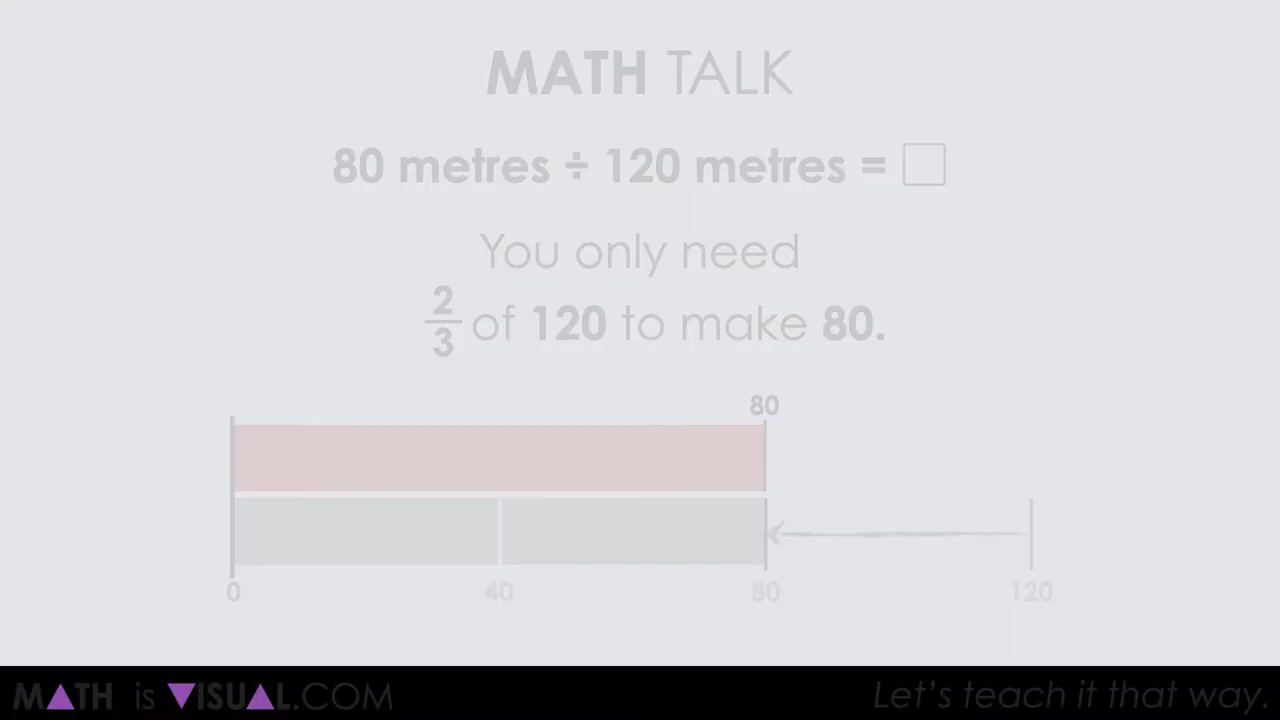 MATH TALK
80 metres ÷ 120 metres = □
You only need
2/3 of 120 to make 80.
80
0 40 80 120
MATH is VISUAL.COM
Let's teach it that way.